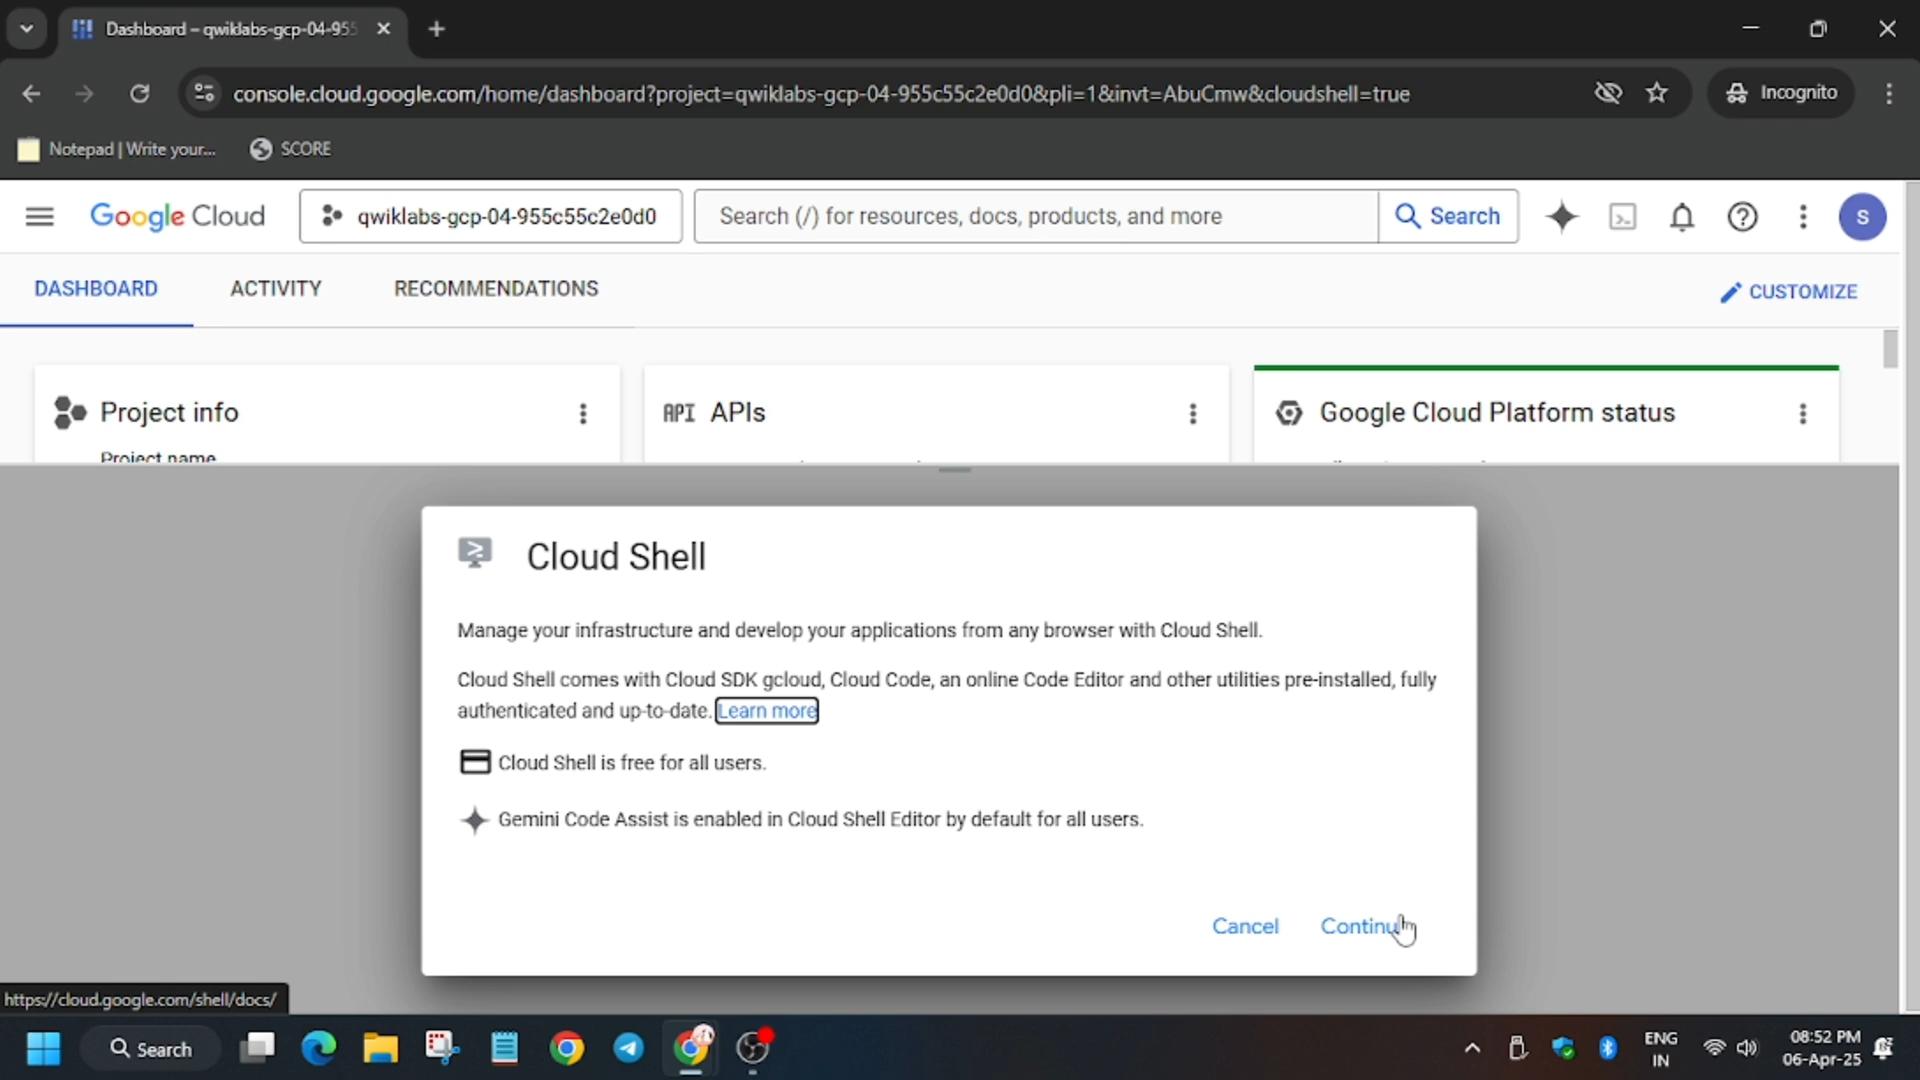 Dashboard – qwiklabs-gcp-04-955
console.cloud.google.com/home/dashboard?project=qwiklabs-gcp-04-955c55c2e0d0&pli=1&invt=AbuCmw&cloudshell=true
Incognito
Notepad | Write your...
SCORE
Google Cloud
qwiklabs-gcp-04-955c55c2e0d0
Search (/) for resources, docs, products, and more
Search
S
DASHBOARD
ACTIVITY
RECOMMENDATIONS
CUSTOMIZE
Project info
API APIs
Google Cloud Platform status
Project name
Cloud Shell
Manage your infrastructure and develop your applications from any browser with Cloud Shell.
Cloud Shell comes with Cloud SDK gcloud, Cloud Code, an online Code Editor and other utilities pre-installed, fully
authenticated and up-to-date. Learn more
Cloud Shell is free for all users.
Gemini Code Assist is enabled in Cloud Shell Editor by default for all users.
Cancel
Continu
https://cloud.google.com/shell/docs/
Search
ENG
IN
08:52 PM
06-Apr-25